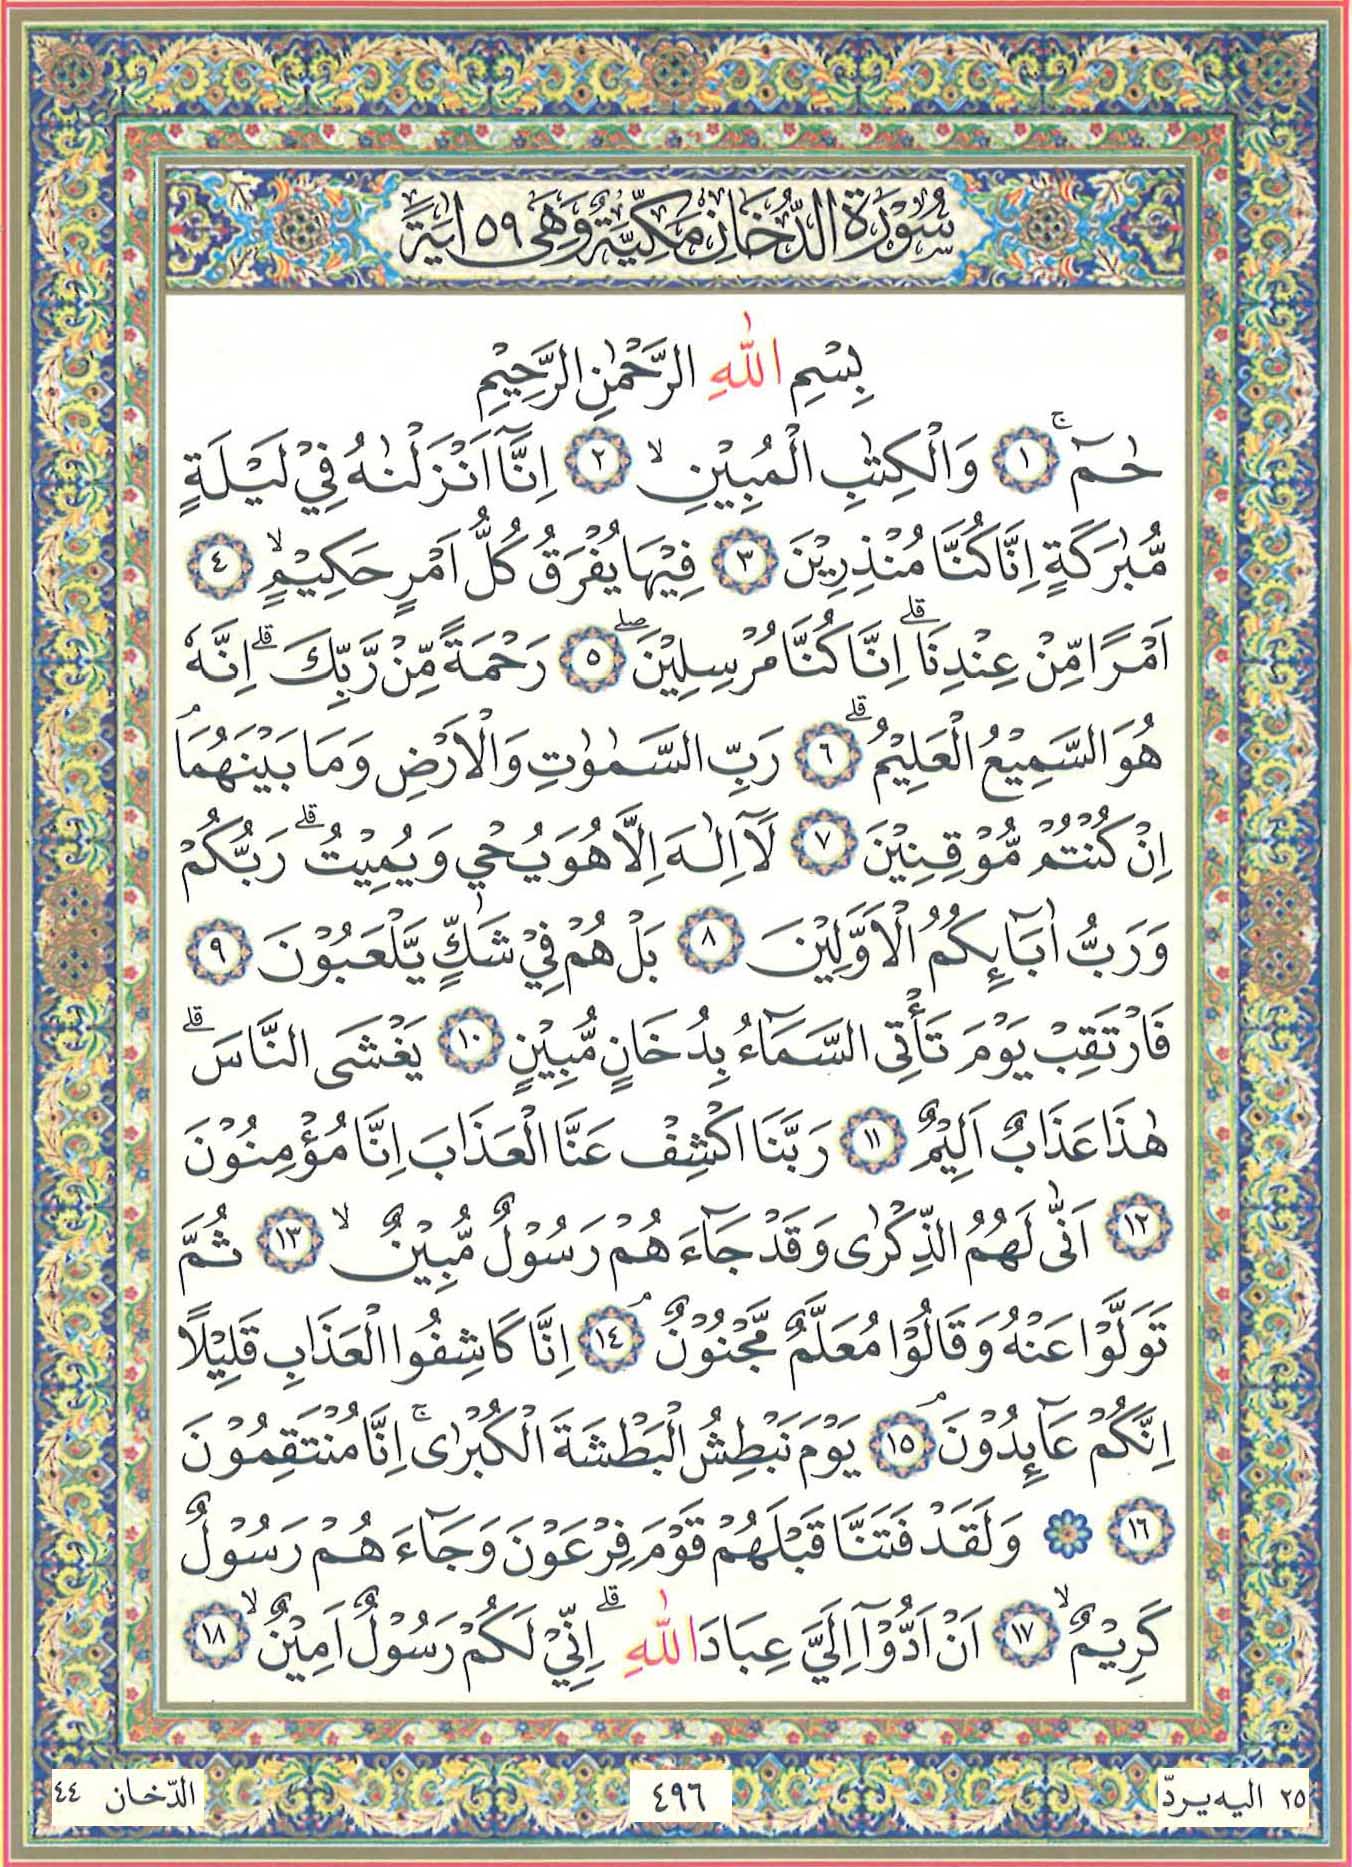 سُوْرَةُ الدُّخَانِ مَكِّيَّةٌ وَهِىَ ٥٩ اٰيَةً
بِسْمِ اللّٰهِ الرَّحْمٰنِ الرَّحِيْمِ
حٰمٓ ۚ ١ وَالْكِتٰبِ الْمُبِيْنِ ۙ ٢ اِنَّآ اَنْزَلْنٰهُ فِيْ لَيْلَةٍ
مُّبٰرَكَةٍ اِنَّا كُنَّا مُنْذِرِيْنَ ٣ فِيْهَا يُفْرَقُ كُلُّ اَمْرٍ حَكِيْمٍ ۙ ٤
اَمْرًا مِّنْ عِنْدِنَا ۗ اِنَّا كُنَّا مُرْسِلِيْنَ ۖ ٥ رَحْمَةً مِّنْ رَّبِّكَ ۗ اِنَّهٗ
هُوَ السَّمِيْعُ الْعَلِيْمُ ۗ ٦ رَبِّ السَّمٰوٰتِ وَالْاَرْضِ وَمَا بَيْنَهُمَا ۘ
اِنْ كُنْتُمْ مُّوْقِنِيْنَ ٧ لَآ اِلٰهَ اِلَّا هُوَ يُحْيٖ وَيُمِيْتُ ۗ رَبُّكُمْ
وَرَبُّ اٰبَآئِكُمُ الْاَوَّلِيْنَ ٨ بَلْ هُمْ فِيْ شَكٍّ يَّلْعَبُوْنَ ٩
فَارْتَقِبْ يَوْمَ تَأْتِى السَّمَآءُ بِدُخَانٍ مُّبِيْنٍ ١٠ يَغْشَى النَّاسَ ۗ
هٰذَا عَذَابٌ اَلِيْمٌ ١١ رَبَّنَا اكْشِفْ عَنَّا الْعَذَابَ اِنَّا مُؤْمِنُوْنَ
١٢ اَنّٰى لَهُمُ الذِّكْرٰى وَقَدْ جَآءَهُمْ رَسُوْلٌ مُّبِيْنٌ ۙ ١٣ ثُمَّ
تَوَلَّوْا عَنْهُ وَقَالُوْا مُعَلَّمٌ مَّجْنُوْنٌ ۘ ١٤ اِنَّا كَاشِفُوا الْعَذَابِ قَلِيْلًا
اِنَّكُمْ عَآئِدُوْنَ ۘ ١٥ يَوْمَ نَبْطِشُ الْبَطْشَةَ الْكُبْرٰى ۚ اِنَّا مُنْتَقِمُوْنَ
١٦ ۞ وَلَقَدْ فَتَنَّا قَبْلَهُمْ قَوْمَ فِرْعَوْنَ وَجَآءَهُمْ رَسُوْلٌ
كَرِيْمٌ ۙ ١٧ اَنْ اَدُّوْٓا اِلَيَّ عِبَادَ اللّٰهِ ۗ اِنِّيْ لَكُمْ رَسُوْلٌ اَمِيْنٌ ۙ ١٨
٢٥ اليه يردّ
٤٩٦
الدّخان ٤٤